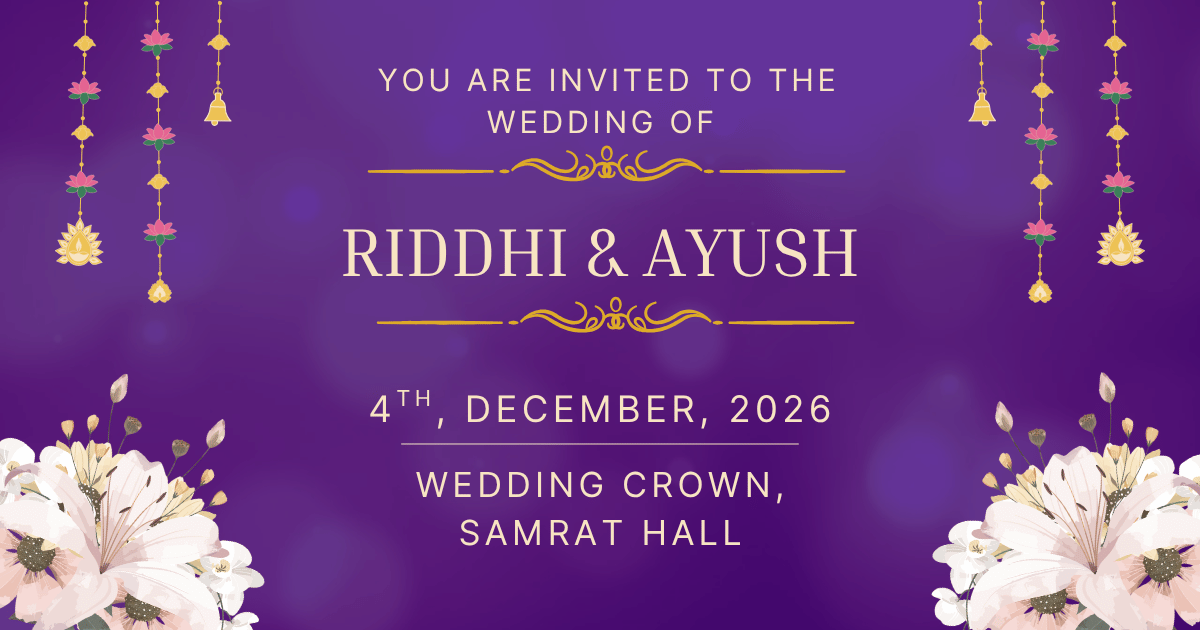 YOU ARE INVITED TO THE
WEDDING OF
RIDDHI & AYUSH
4TH, DECEMBER, 2026
WEDDING CROWN,
SAMRAT HALL